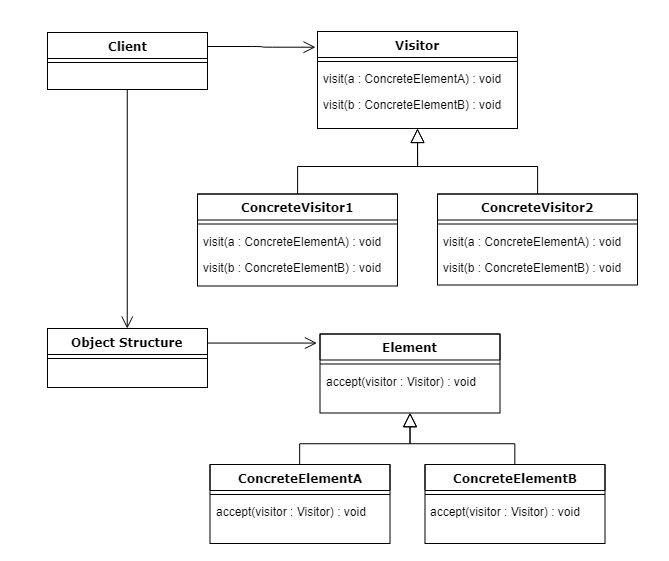 Client
Visitor
visit(a : ConcreteElementA) : void
visit(b : ConcreteElementB) : void
ConcreteVisitor1
visit(a : ConcreteElementA) : void
visit(b : ConcreteElementB) : void
ConcreteVisitor2
visit(a : ConcreteElementA) : void
visit(b : ConcreteElementB) : void
Object Structure
Element
accept(visitor : Visitor) : void
ConcreteElementA
accept(visitor : Visitor) : void
ConcreteElementB
accept(visitor : Visitor) : void